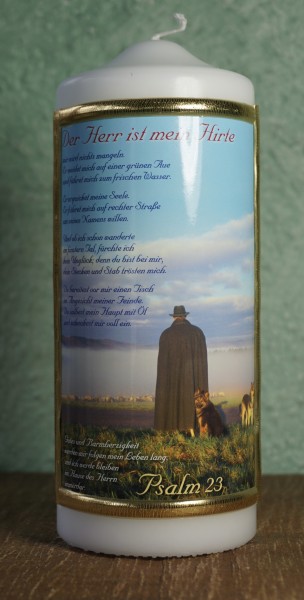 Der Herr ist mein Hirte
mir wird nichts mangeln.
Er weidet mich auf einer grünen Aue
und führet mich zum frischen Wasser.
Er erquicket meine Seele.
Er führet mich auf rechter Straße
um seines Namens willen.
Und ob ich schon wanderte
im finstern Tal, fürchte ich
kein Unglück, denn du bist bei mir,
dein Stecken und Stab trösten mich.
Du bereitest vor mir einen Tisch
im Angesicht meiner Feinde.
Du salbest mein Haupt mit Öl
und schenkest mir voll ein.
Gutes und Barmherzigkeit
werden mir folgen mein Leben lang,
und ich werde bleiben
im Hause des Herrn
immerdar.
Psalm 23